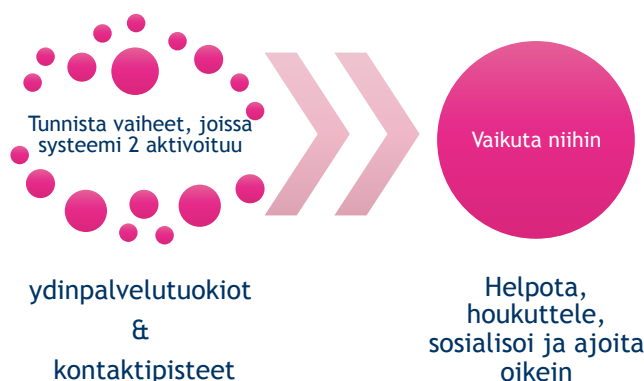 Tunnista vaiheet, joissa
systeemi 2 aktivoituu
Vaikuta niihin
ydinpalvelutuokiot
&
kontaktipisteet
Helpota,
houkuttele,
sosialisoi ja ajoita
oikein